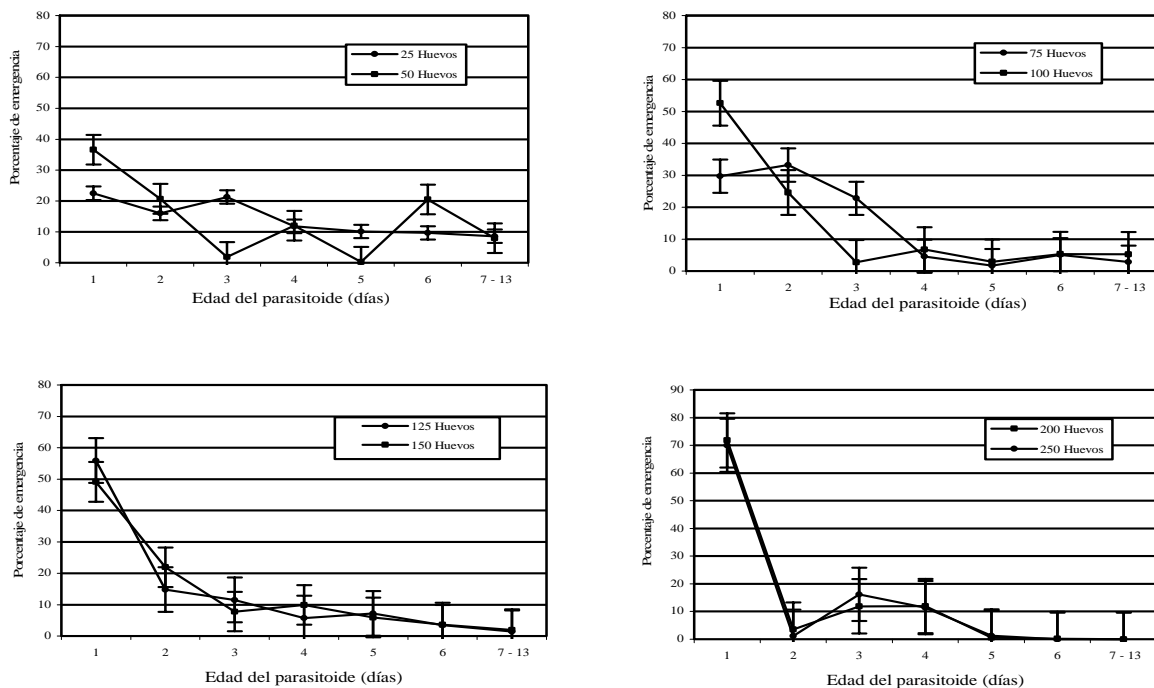 80
70
60
50
40
30
20
10
0
Porcentaje de emergencia
25 Huevos
50 Huevos
1 2 3 4 5 6 7 - 13
Edad del parasitoide (días)
80
70
60
50
40
30
20
10
0
Porcentaje de emergencia
75 Huevos
100 Huevos
1 2 3 4 5 6 7 - 13
Edad del parasitoide (días)
80
70
60
50
40
30
20
10
0
Porcentaje de emergencia
125 Huevos
150 Huevos
1 2 3 4 5 6 7 - 13
Edad del parasitoide (días)
90
80
70
60
50
40
30
20
10
0
Porcentaje de emergencia
200 Huevos
250 Huevos
1 2 3 4 5 6 7 - 13
Edad del parasitoide (días)